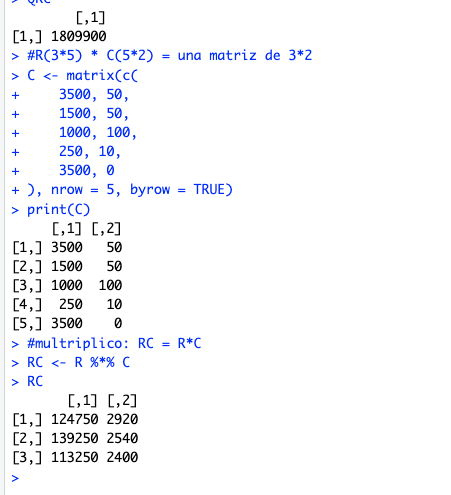 > QRC
[,1]
[1,] 1809900
> #R(3*5) * C(5*2) = una matriz de 3*2
> C <- matrix(c(
+     3500, 50,
+     1500, 50,
+     1000, 100,
+     250, 10,
+     3500, 0
+ ), nrow = 5, byrow = TRUE)
> print(C)
     [,1] [,2]
[1,] 3500   50
[2,] 1500   50
[3,] 1000  100
[4,]  250   10
[5,] 3500    0
> #multriplico: RC = R*C
> RC <- R %*% C
> RC
       [,1] [,2]
[1,] 124750 2920
[2,] 139250 2540
[3,] 113250 2400
>